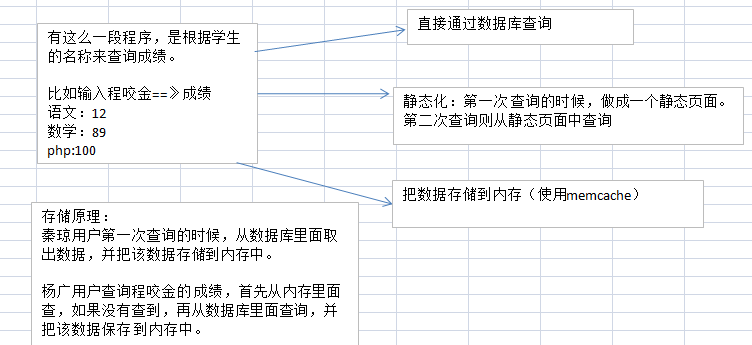 有这么一段程序，是根据学生
的名称来查询成绩。
比如输入程咬金==》成绩
语文：12
数学：89
php:100
直接通过数据库查询
静态化：第一次查询的时候，做成一个静态页面。
第二次查询则从静态页面中查询
把数据存储到内存（使用memcache）
存储原理：
秦琼用户第一次查询的时候，从数据库里面取
出数据，并把该数据存储到内存中。
杨广用户查询程咬金的成绩，首先从内存里面
查，如果没有查到，再从数据库里面查询，并
把该数据保存到内存中。